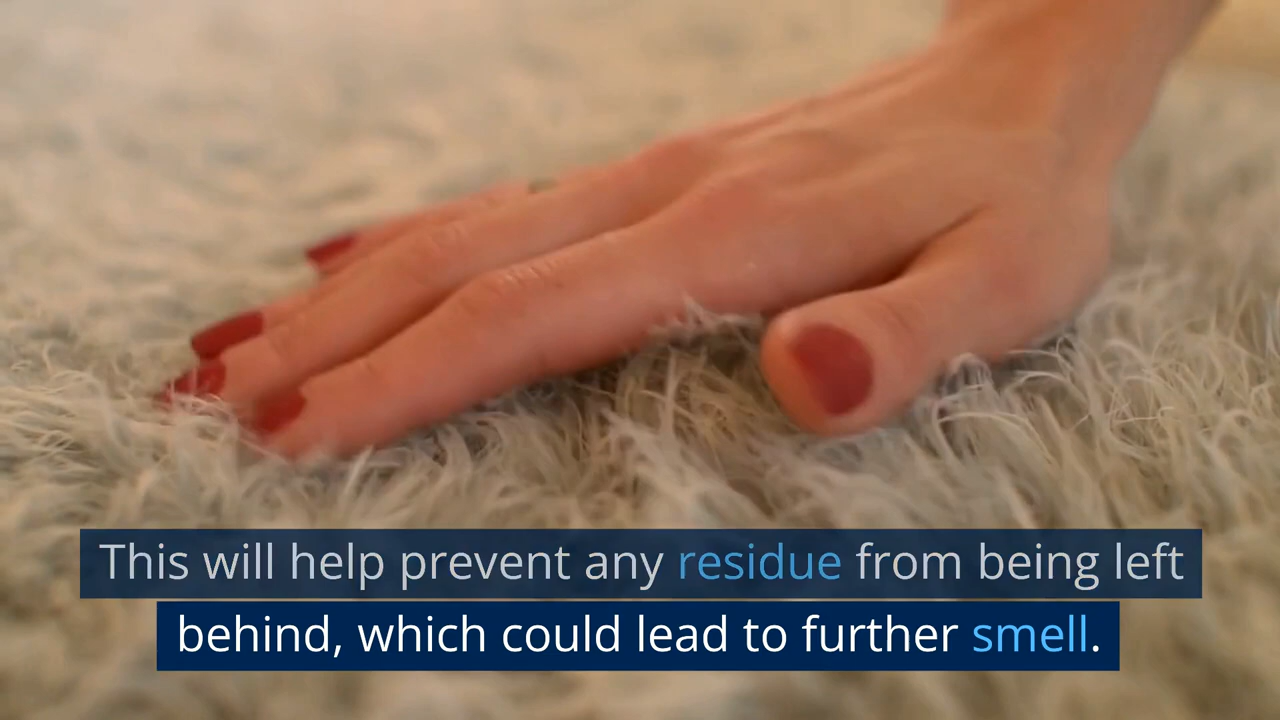 This will help prevent any residue from being left
behind, which could lead to further smell.